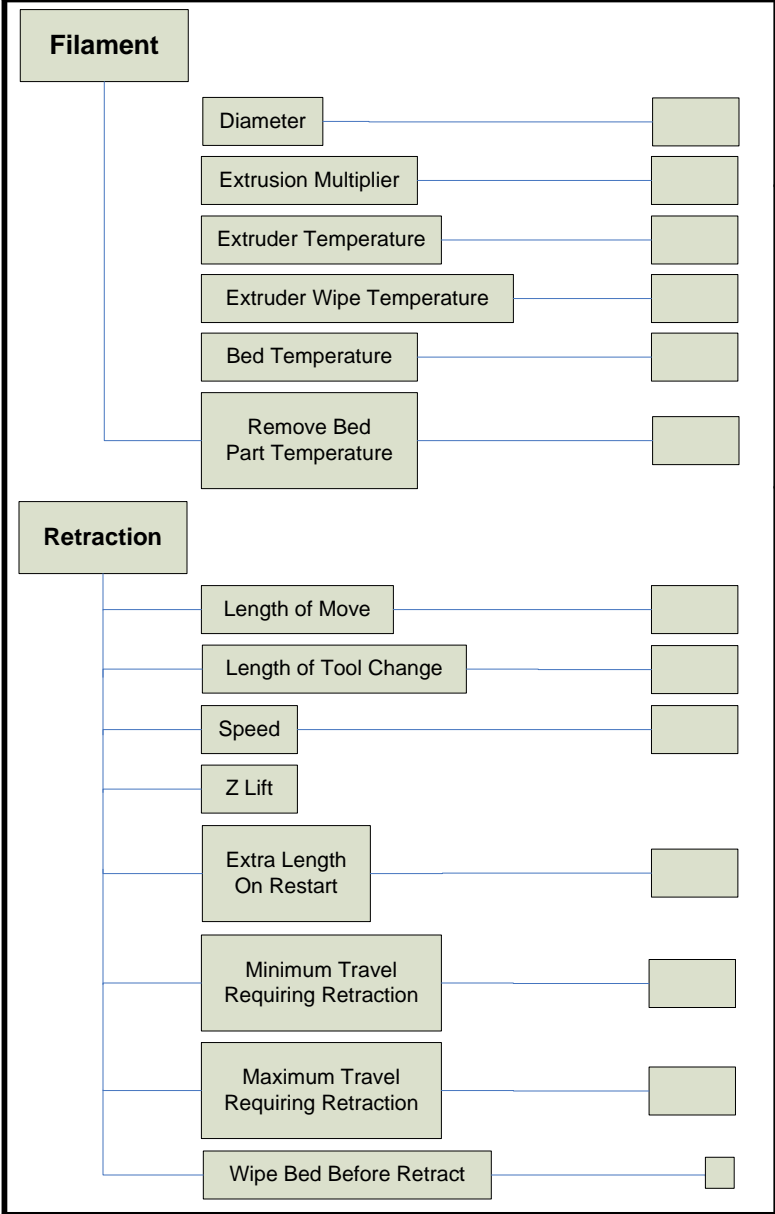 Filament
Diameter
Extrusion Multiplier
Extruder Temperature
Extruder Wipe Temperature
Bed Temperature
Remove Bed
Part Temperature
Retraction
Length of Move
Length of Tool Change
Speed
Z Lift
Extra Length
On Restart
Minimum Travel
Requiring Retraction
Maximum Travel
Requiring Retraction
Wipe Bed Before Retract